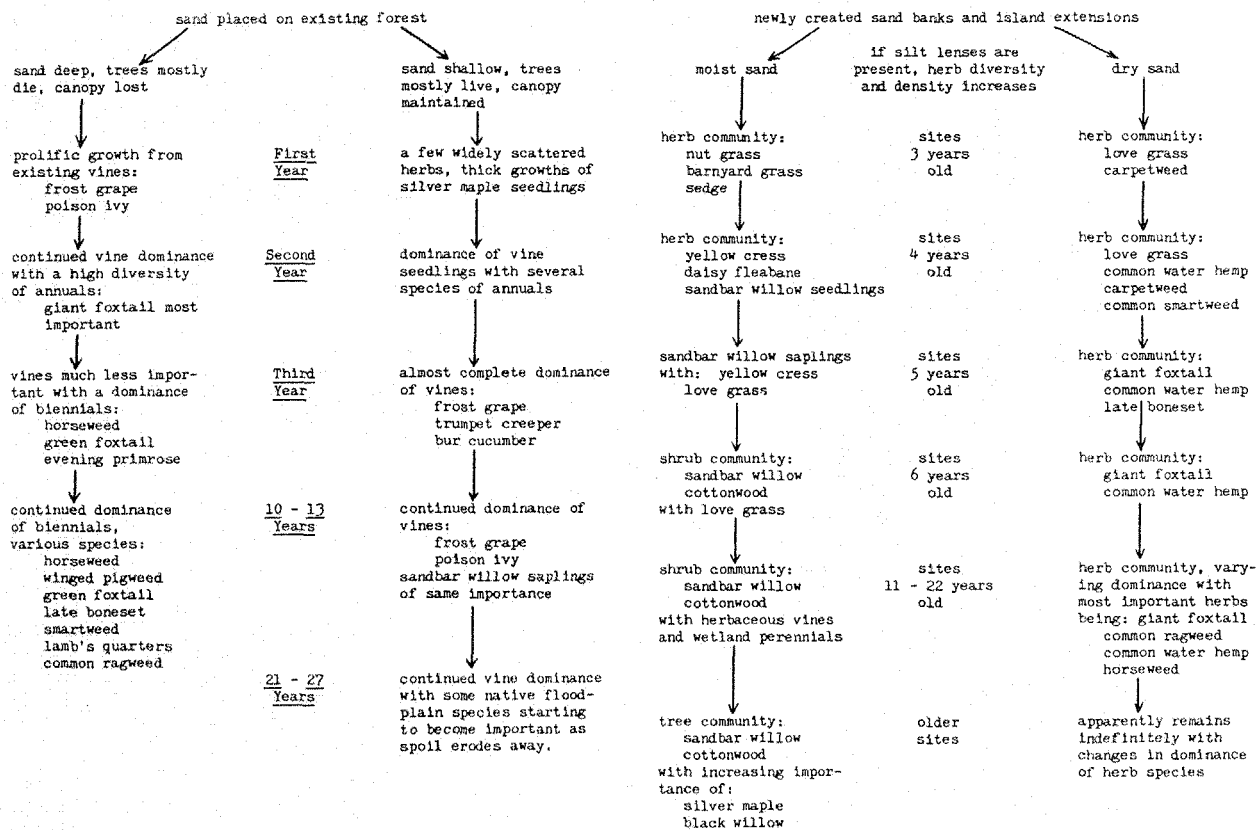 sand placed on existing forest
sand deep, trees mostly
die, canopy lost
prolific growth from
existing vines:
frost grape
poison ivy
continued vine dominance
with a high diversity
of annuals:
giant foxtail most
important
vines much less impor-
tant with a dominance
of biennials:
horseweed
green foxtail
evening primrose
continued dominance
of biennials,
various species:
horseweed
winged pigweed
green foxtail
late boneset
smartweed
lamb's quarters
common ragweed
First
Year
Second
Year
Third
Year
10 - 13
Years
21 - 27
Years
sand shallow, trees
mostly live, canopy
maintained
a few widely scattered
herbs, thick growths of
silver maple seedlings
dominance of vine
seedlings with several
species of annuals
almost complete dominance
of vines:
frost grape
trumpet creeper
bur cucumber
continued dominance of
vines:
frost grape
poison ivy
sandbar willow saplings
of same importance
continued vine dominance
with some native flood-
plain species starting
to become important as
spoil erodes away.
newly created sand banks and island extensions
moist sand
herb community:
nut grass
barnyard grass
sedge
herb community:
yellow cress
daisy fleabane
sandbar willow seedlings
sandbar willow saplings
with: yellow cress
love grass
shrub community:
sandbar willow
cottonwood
with love grass
shrub community:
sandbar willow
cottonwood
with herbaceous vines
and wetland perennials
tree community:
sandbar willow
cottonwood
with increasing impor-
tance of:
silver maple
black willow
if silt lenses are
present, herb diversity
and density increases
sites
3 years
old
sites
4 years
old
sites
5 years
old
sites
6 years
old
sites
11 - 22 years
old
older
sites
dry sand
herb community:
love grass
carpetweed
herb community:
love grass
common water hemp
carpetweed
common smartweed
herb community:
giant foxtail
common water hemp
late boneset
herb community:
giant foxtail
common water hemp
herb community, vary-
ing dominance with
most important herbs
being: giant foxtail
common ragweed
common water hemp
horseweed
apparently remains
indefinitely with
changes in dominance
of herb species